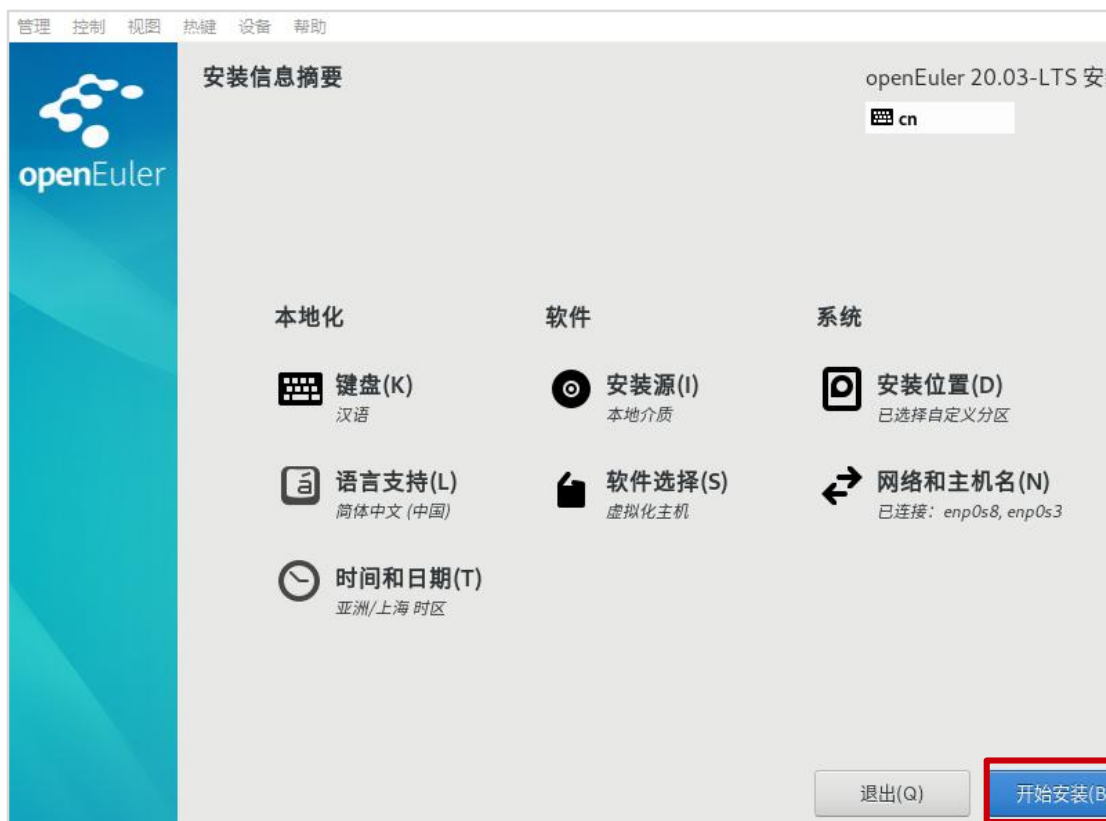 管理 控制 视图 热键 设备 帮助
openEuler
安装信息摘要
openEuler 20.03-LTS 安
cn
本地化
键盘(K)
汉语
语言支持(L)
简体中文 (中国)
时间和日期(T)
亚洲/上海 时区
软件
安装源(I)
本地介质
软件选择(S)
虚拟化主机
系统
安装位置(D)
已选择自定义分区
网络和主机名(N)
已连接：enp0s8, enp0s3
退出(Q)
开始安装(B